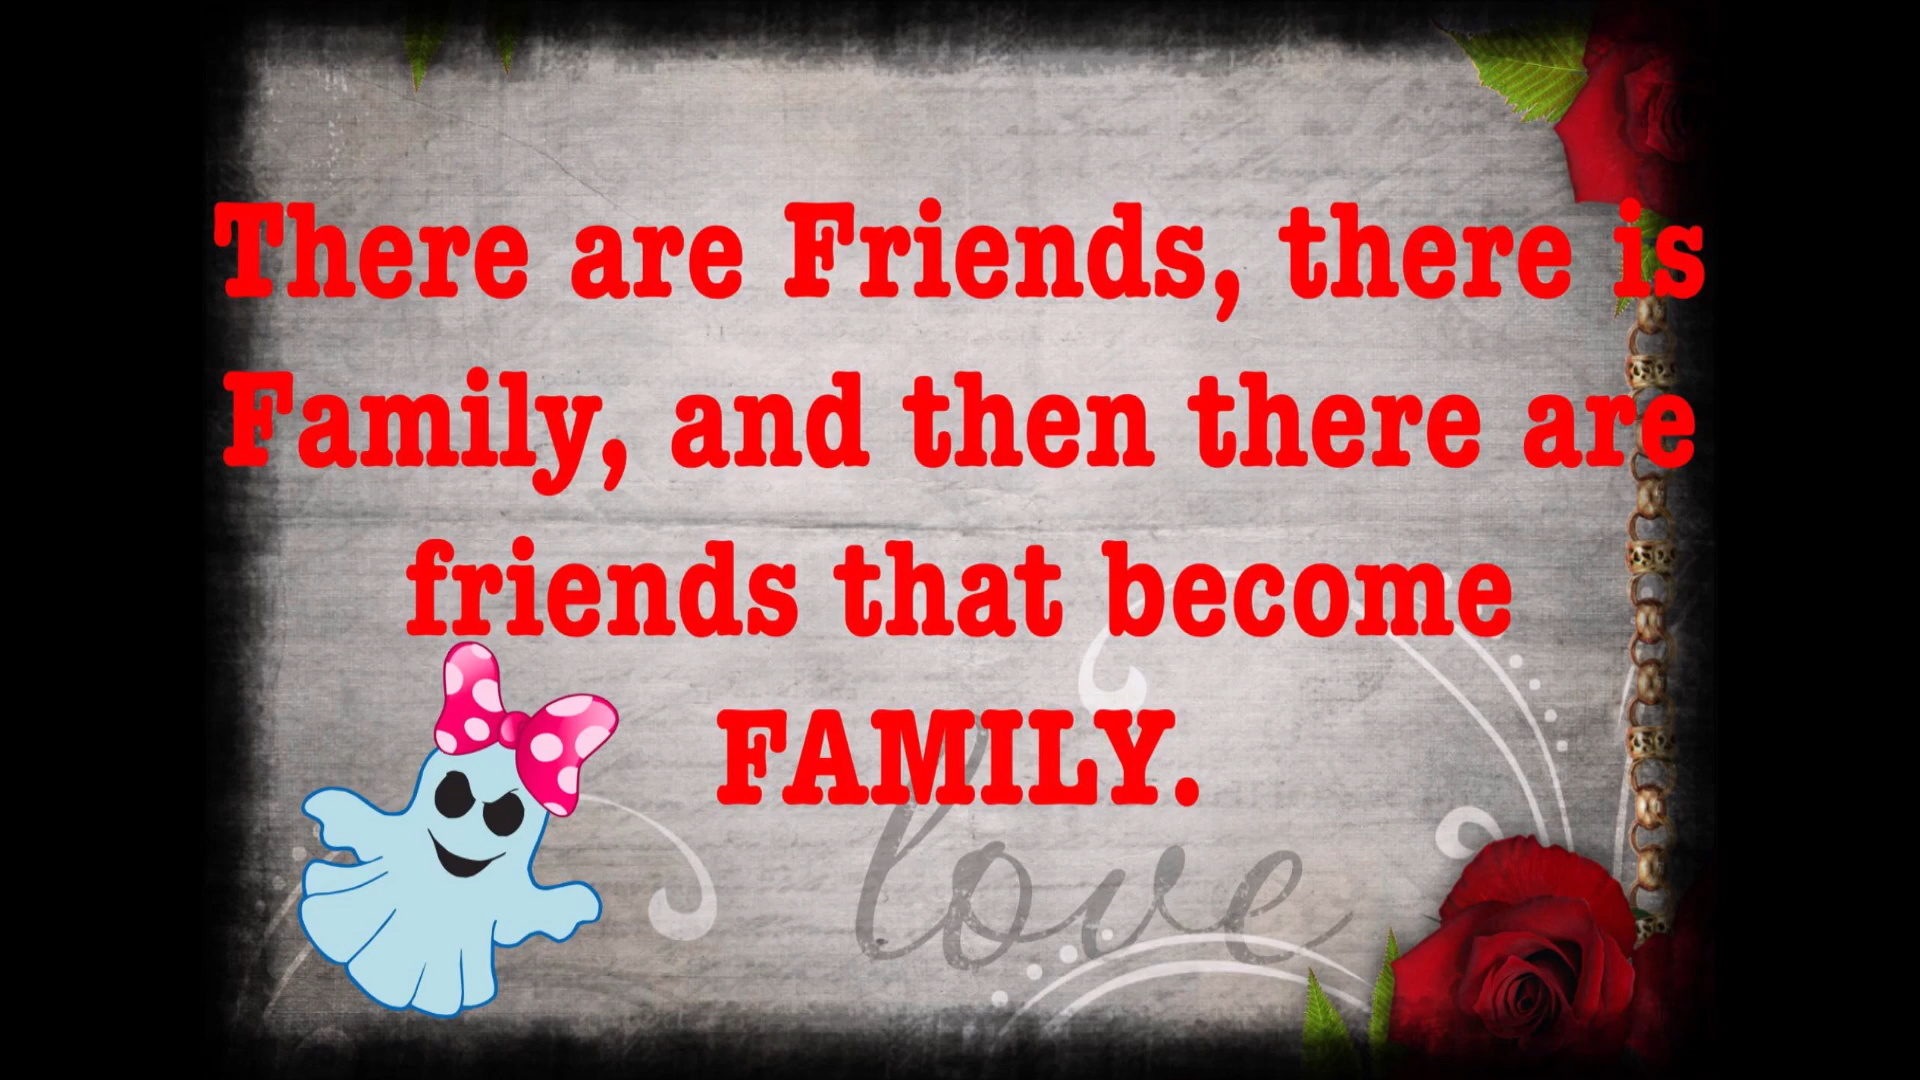 There are Friends, there is
Family, and then there are
friends that become
FAMILY.
love